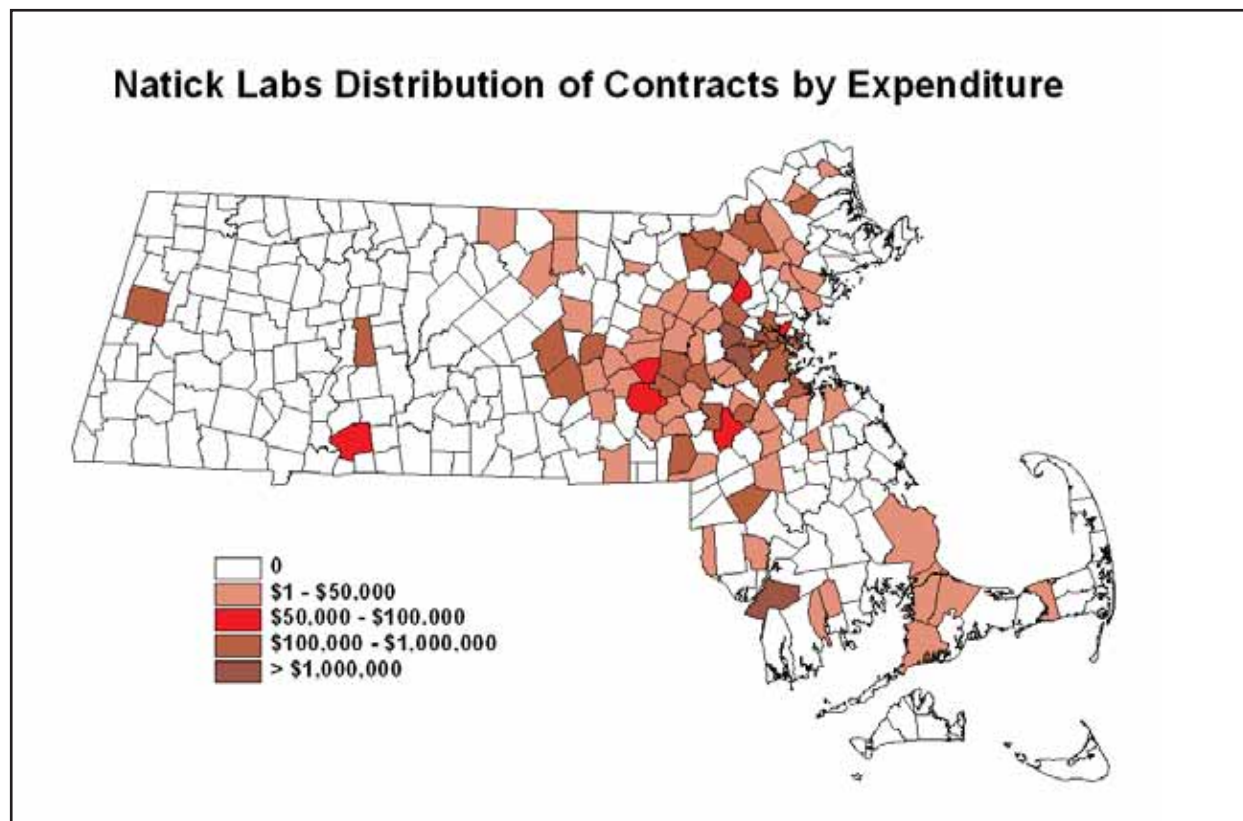 Natick Labs Distribution of Contracts by Expenditure
0
$1 - $50.000
$50.000 - $100.000
$100.000 - $1.000.000
> $1.000.000